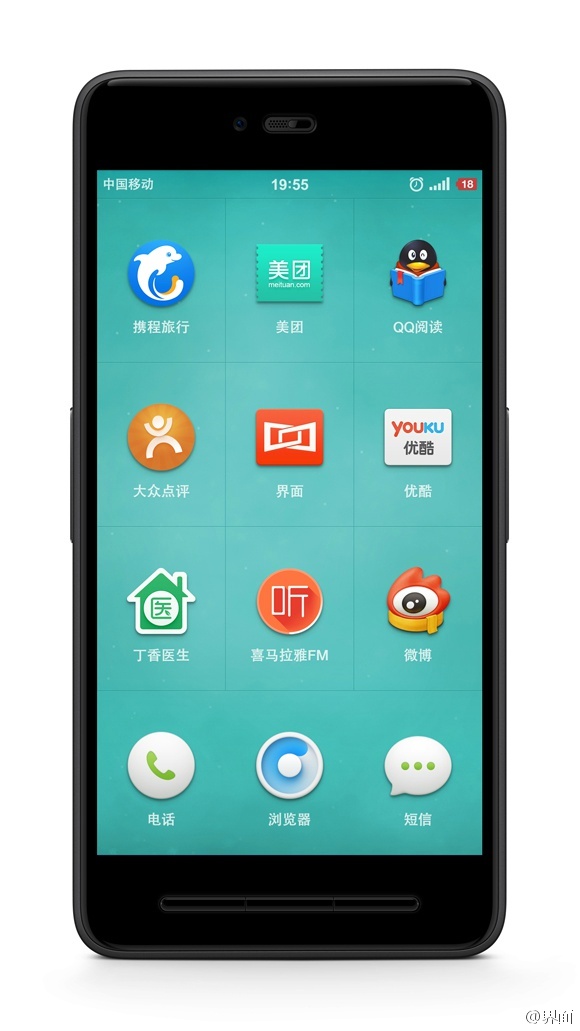 中国移动 19:55 18
美团
meituan.com
携程旅行 美团 QQ阅读
YOUKU
优酷
大众点评 界面 优酷
医 听
丁香医生 喜马拉雅FM 微博
电话 浏览器 短信
@界面